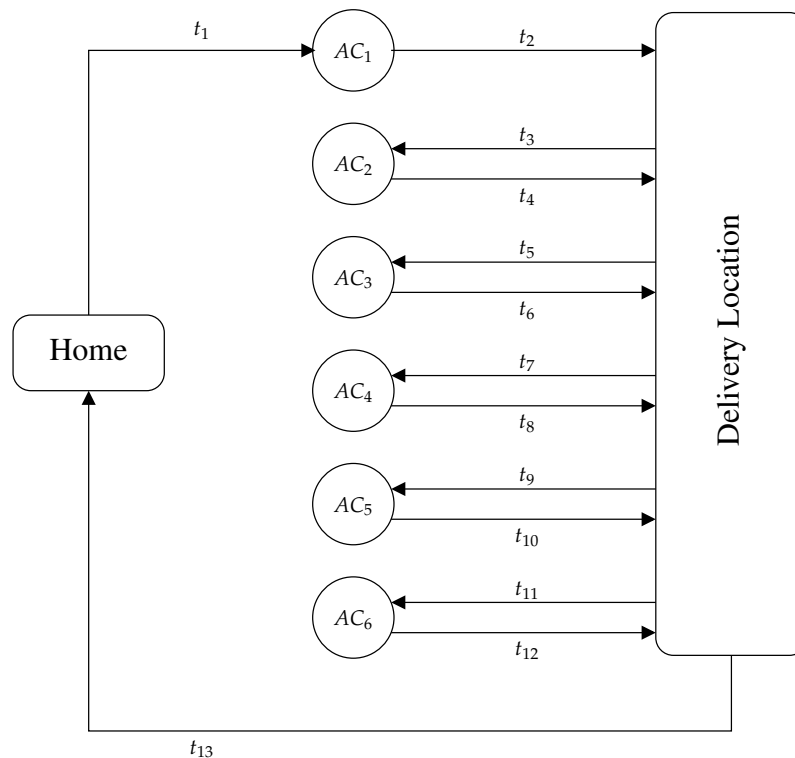 t1
AC1
t2
t3
AC2
t4
t5
AC3
t6
Home
t7
AC4
t8
t9
AC5
t10
t11
AC6
t12
t13
Delivery Location